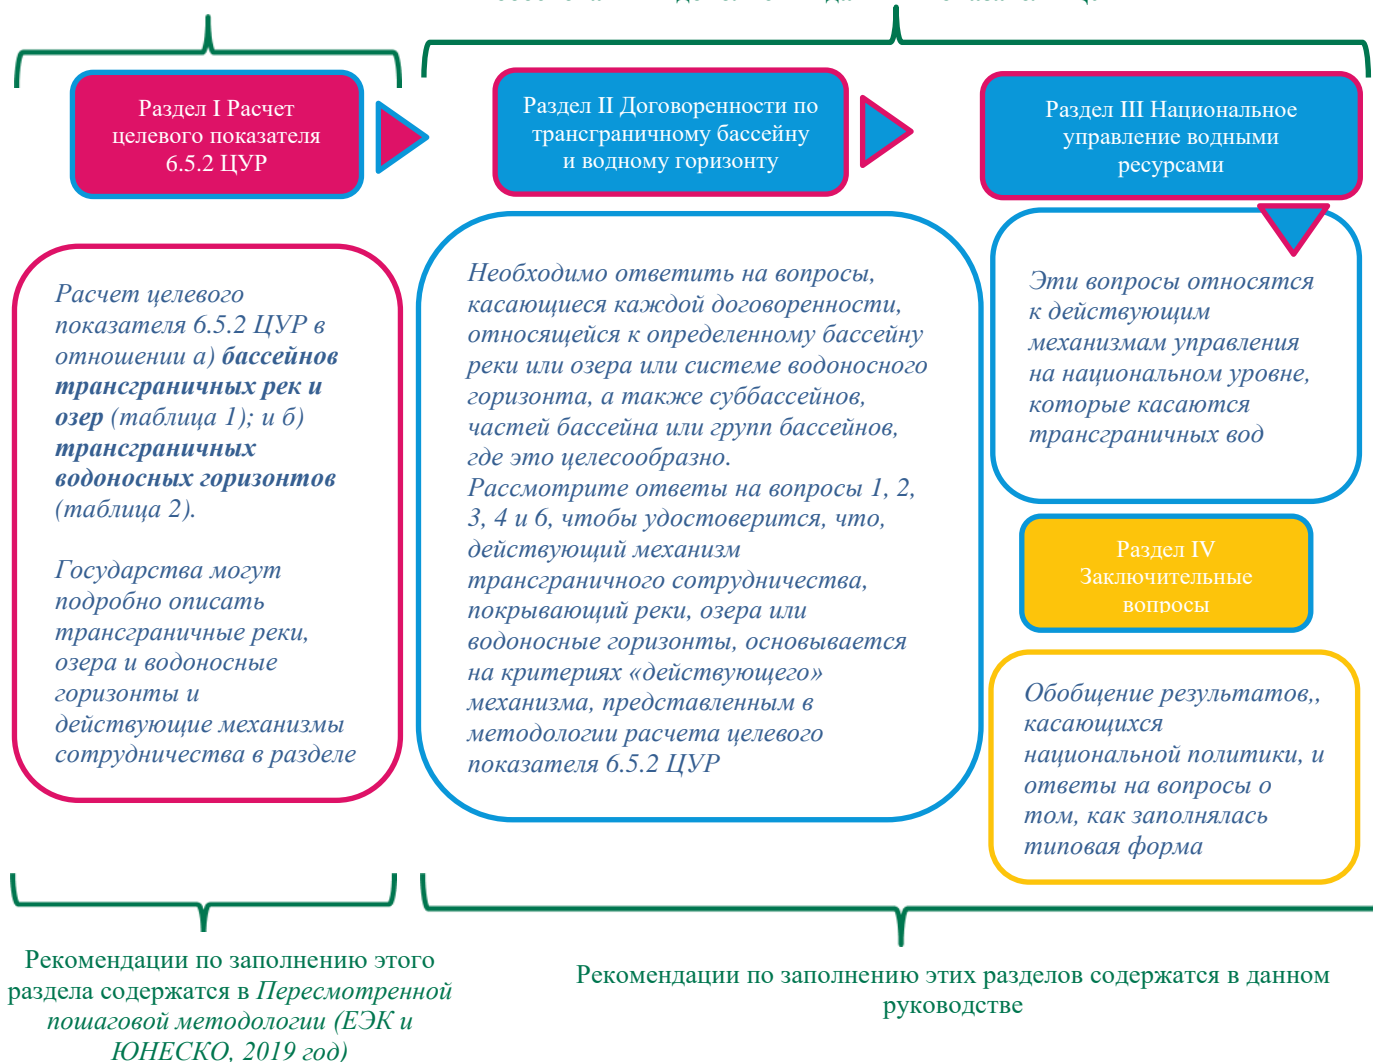 Раздел I Расчет
целевого показателя
6.5.2 ЦУР
Раздел II Договоренности по
трансграничному бассейну
и водному горизонту
Раздел III Национальное
управление водными
ресурсами
Расчет целевого
показателя 6.5.2 ЦУР в
отношении а) бассейнов
трансграничных рек и
озер (таблица 1); и б)
трансграничных
водоносных горизонтов
(таблица 2).
Государства могут
подробно описать
трансграничные реки,
озера и водоносные
горизонты и
действующие механизмы
сотрудничества в разделе
Необходимо ответить на вопросы,
касающиеся каждой договоренности,
относящейся к определенному бассейну
реки или озера или системе водоносного
горизонта, а также суббассейнов,
частей бассейна или групп бассейнов,
где это целесообразно.
Рассмотрите ответы на вопросы 1, 2,
3, 4 и 6, чтобы удостоверится, что,
действующий механизм
трансграничного сотрудничества,
покрывающий реки, озера или
водоносные горизонты, основывается
на критериях «действующего»
механизма, представленным в
методологии расчета целевого
показателя 6.5.2 ЦУР
Эти вопросы относятся
к действующим
механизмам управления
на национальном уровне,
которые касаются
трансграничных вод
Раздел IV
Заключительные
вопросы
Обобщение результатов,,
касающихся
национальной политики, и
ответы на вопросы о
том, как заполнялась
типовая форма
Рекомендации по заполнению этого
раздела содержатся в Пересмотренной
пошаговой методологии (ЕЭК и
ЮНЕСКО, 2019 год)
Рекомендации по заполнению этих разделов содержатся в данном
руководстве